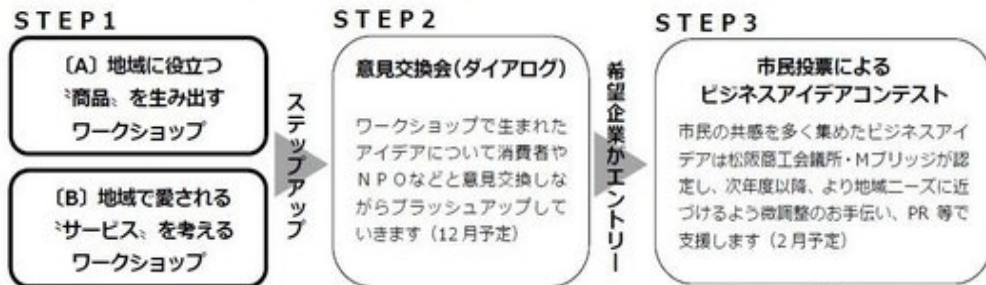 STEP1
〔A〕地域に役立つ
〝商品〟を生み出す
ワークショップ
〔B〕地域で愛される
〝サービス〟を考える
ワークショップ
ステップアップ
STEP2
意見交換会(ダイアログ)
ワークショップで生まれた
アイデアについて消費者や
NPOなどと意見交換しな
がらブラッシュアップして
いきます(12月予定)
希望企業がエントリー
STEP3
市民投票による
ビジネスアイデアコンテスト
市民の共感を多く集めたビジネスアイ
デアは松阪商工会議所・Mブリッジが認
定し、次年度以降、より地域ニーズに近
づけるよう微調整のお手伝い、PR 等で
支援します(2月予定)